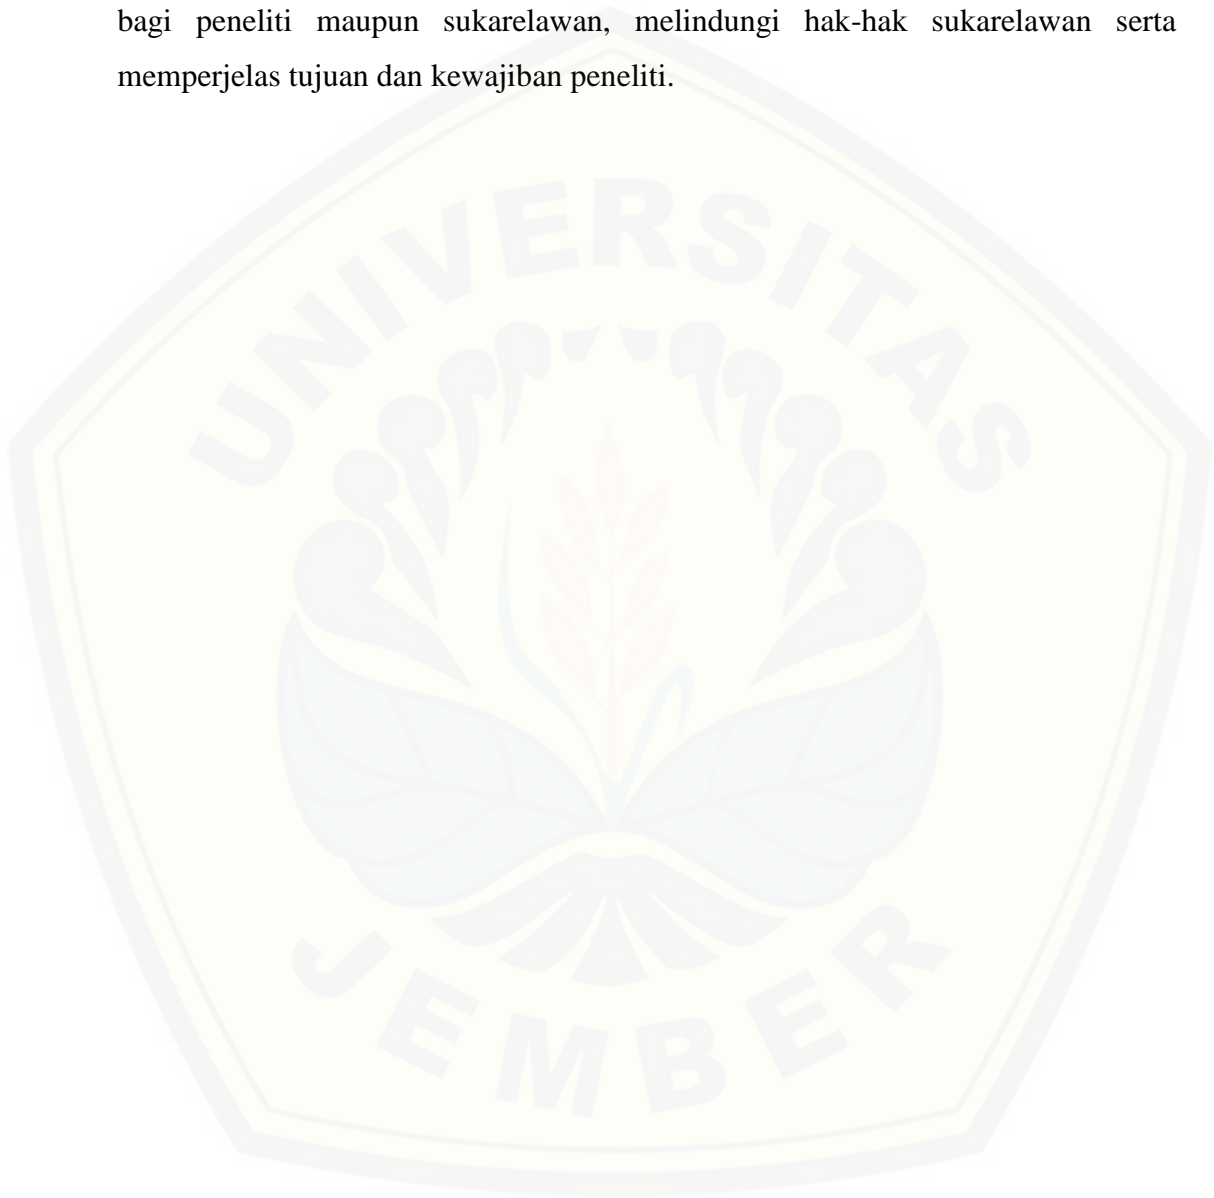 bagi peneliti maupun sukarelawan, melindungi hak-hak sukarelawan serta
memperjelas tujuan dan kewajiban peneliti.
UNIVERSITAS
JEMBER